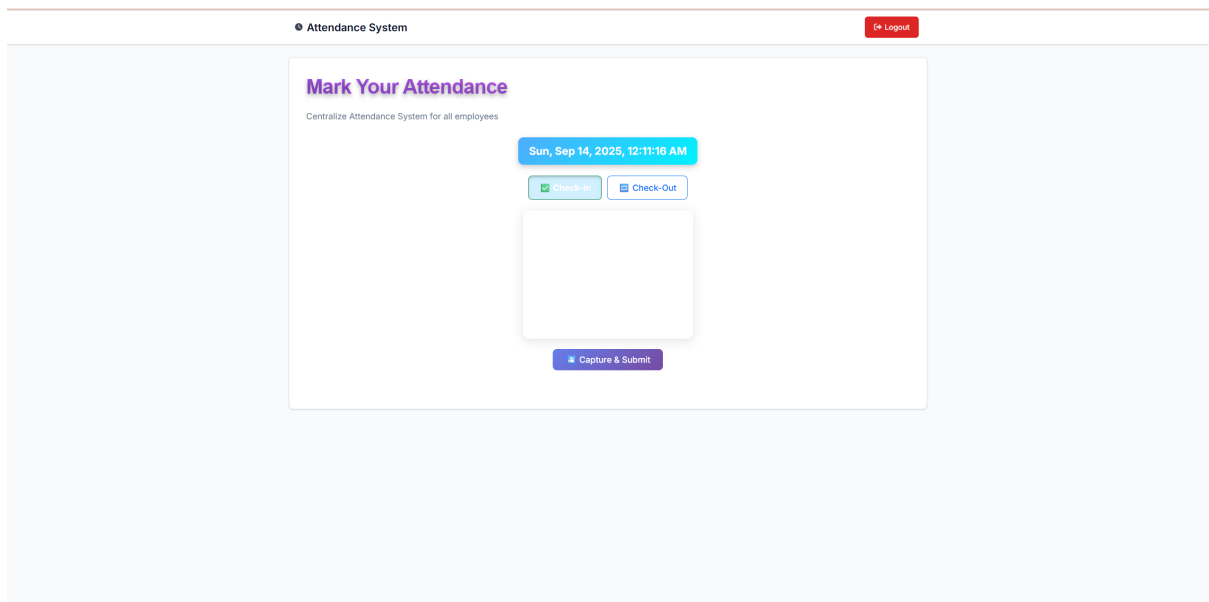 Attendance System
Logout
Mark Your Attendance
Centralize Attendance System for all employees
Sun, Sep 14, 2025, 12:11:16 AM
Check-In
Check-Out
Capture & Submit